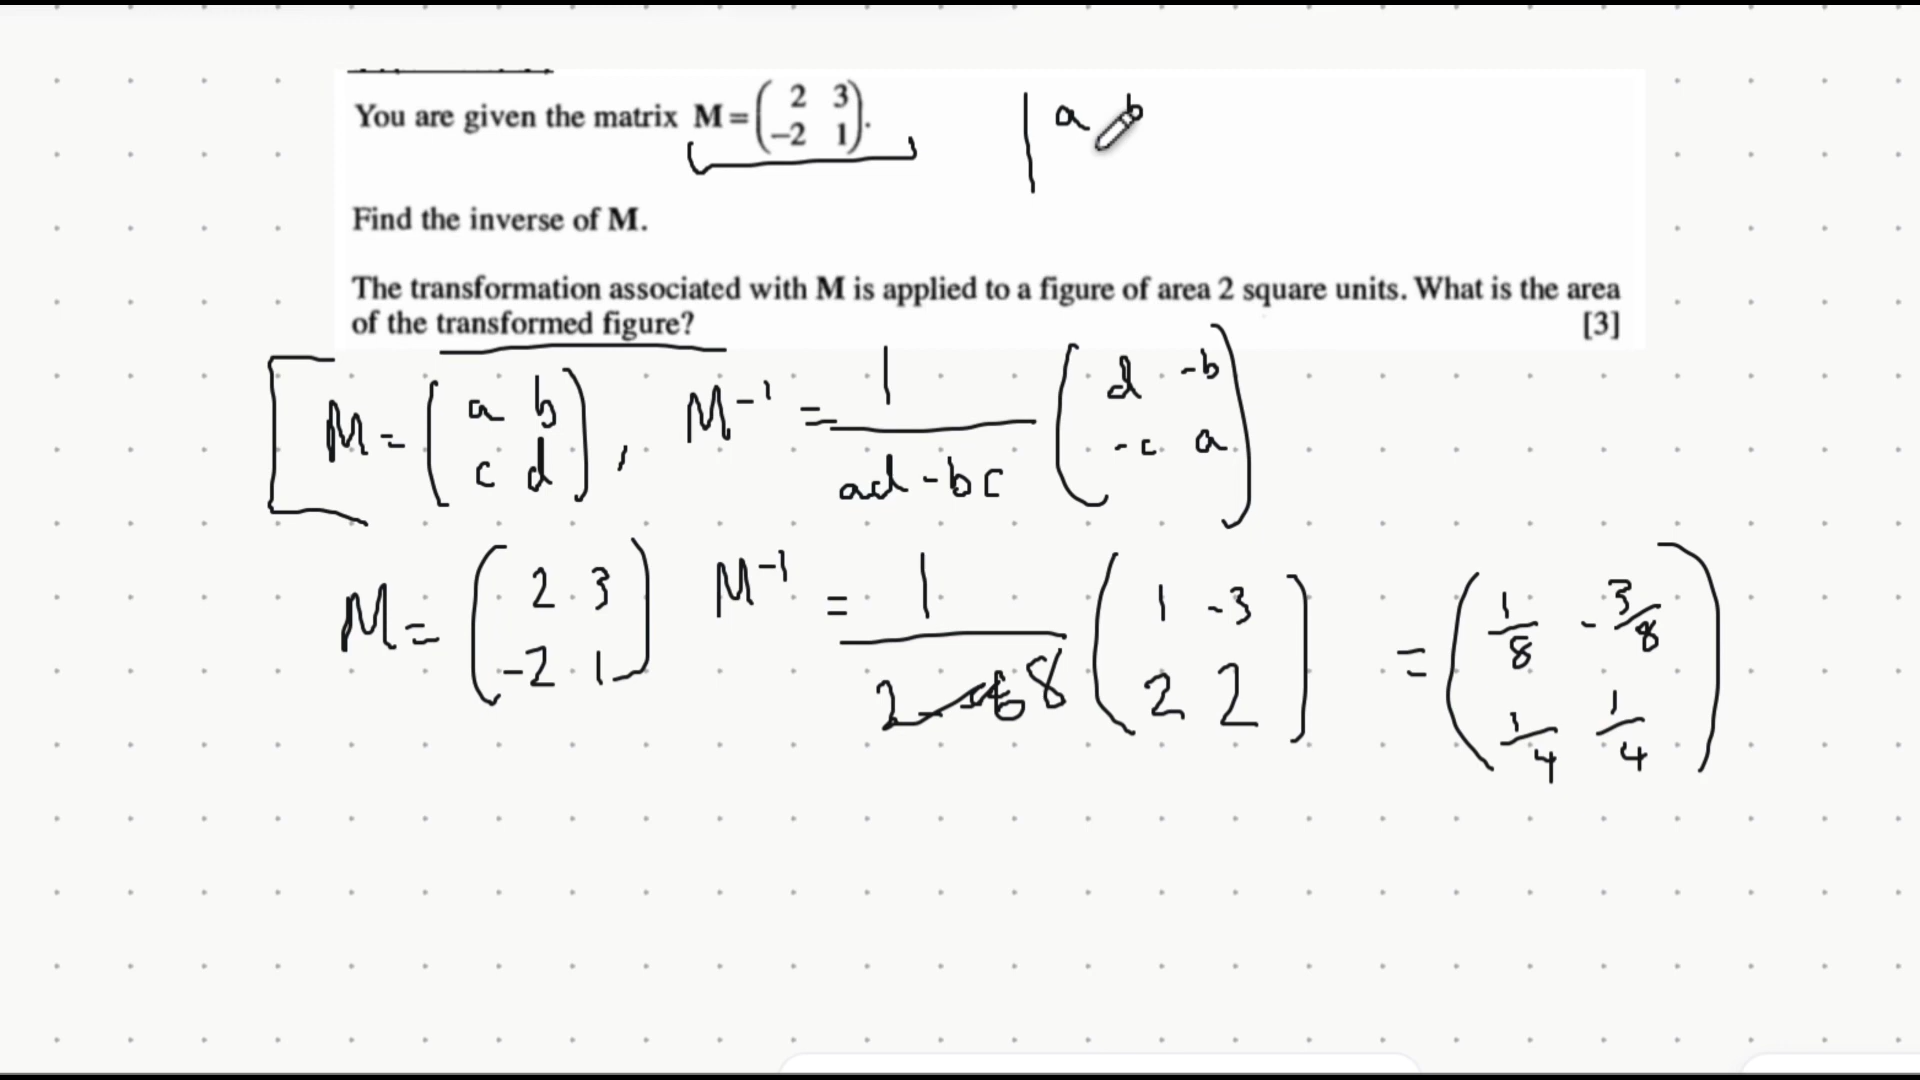 You are given the matrix M = ( 2 3 -2 1 ). | a b
Find the inverse of M.
The transformation associated with M is applied to a figure of area 2 square units. What is the area
of the transformed figure? [3]
M = ( a b c d ) , M⁻¹ = 1 / ad - bc ( d -b -c a )
M = ( 2 3 -2 1 ) M⁻¹ = 1 / 8 ( 1 -3 2 2 ) = ( 1/8 -3/8 1/4 1/4 )